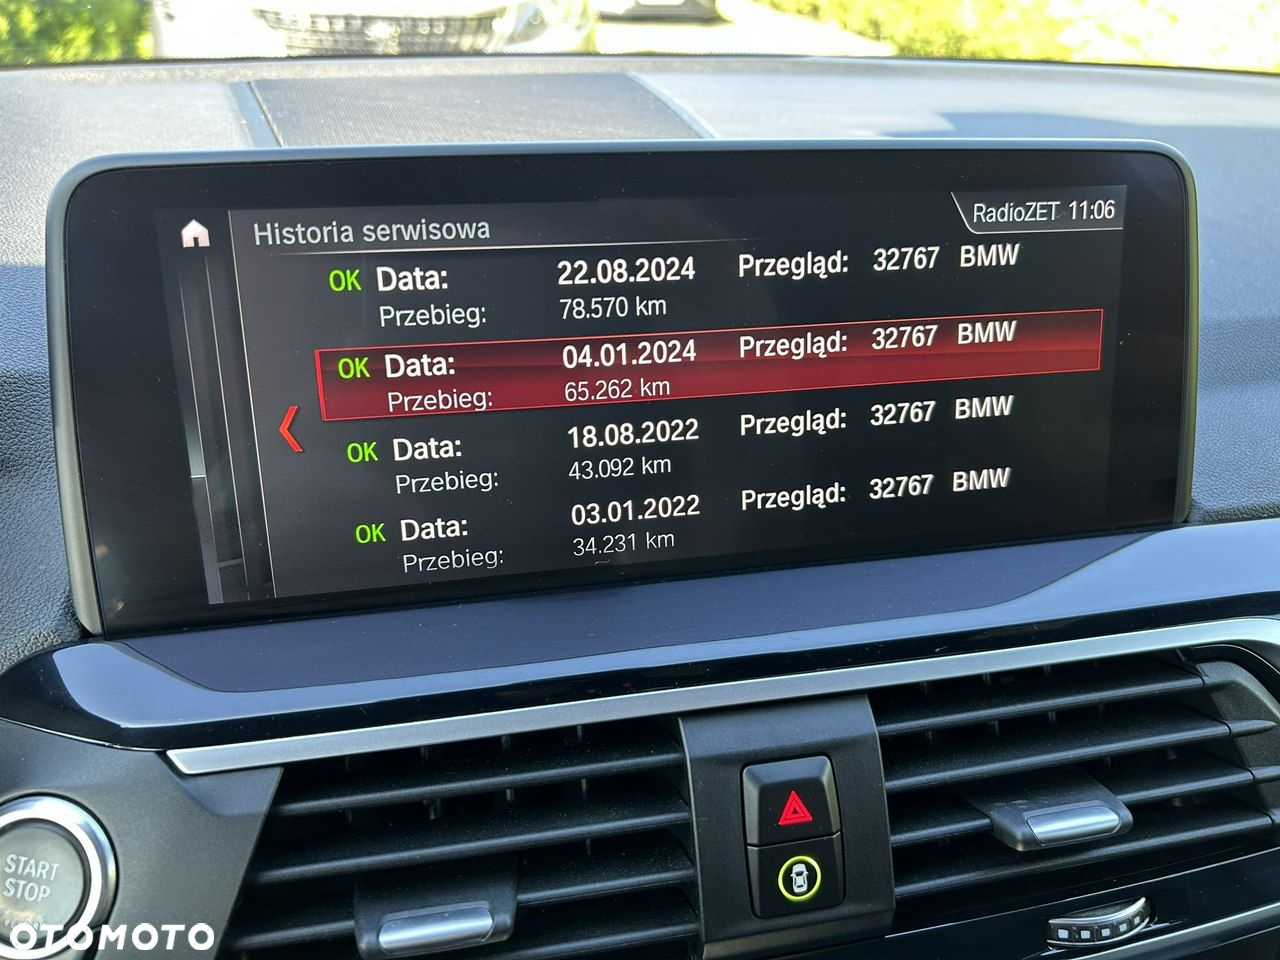 Historia serwisowa RadioZET 11:06
OK Data: 22.08.2024 Przegląd: 32767 BMW
Przebieg: 78.570 km
OK Data: 04.01.2024 Przegląd: 32767 BMW
Przebieg: 65.262 km
OK Data: 18.08.2022 Przegląd: 32767 BMW
Przebieg: 43.092 km
OK Data: 03.01.2022 Przegląd: 32767 BMW
Przebieg: 34.231 km
START
STOP
OTOMOTO